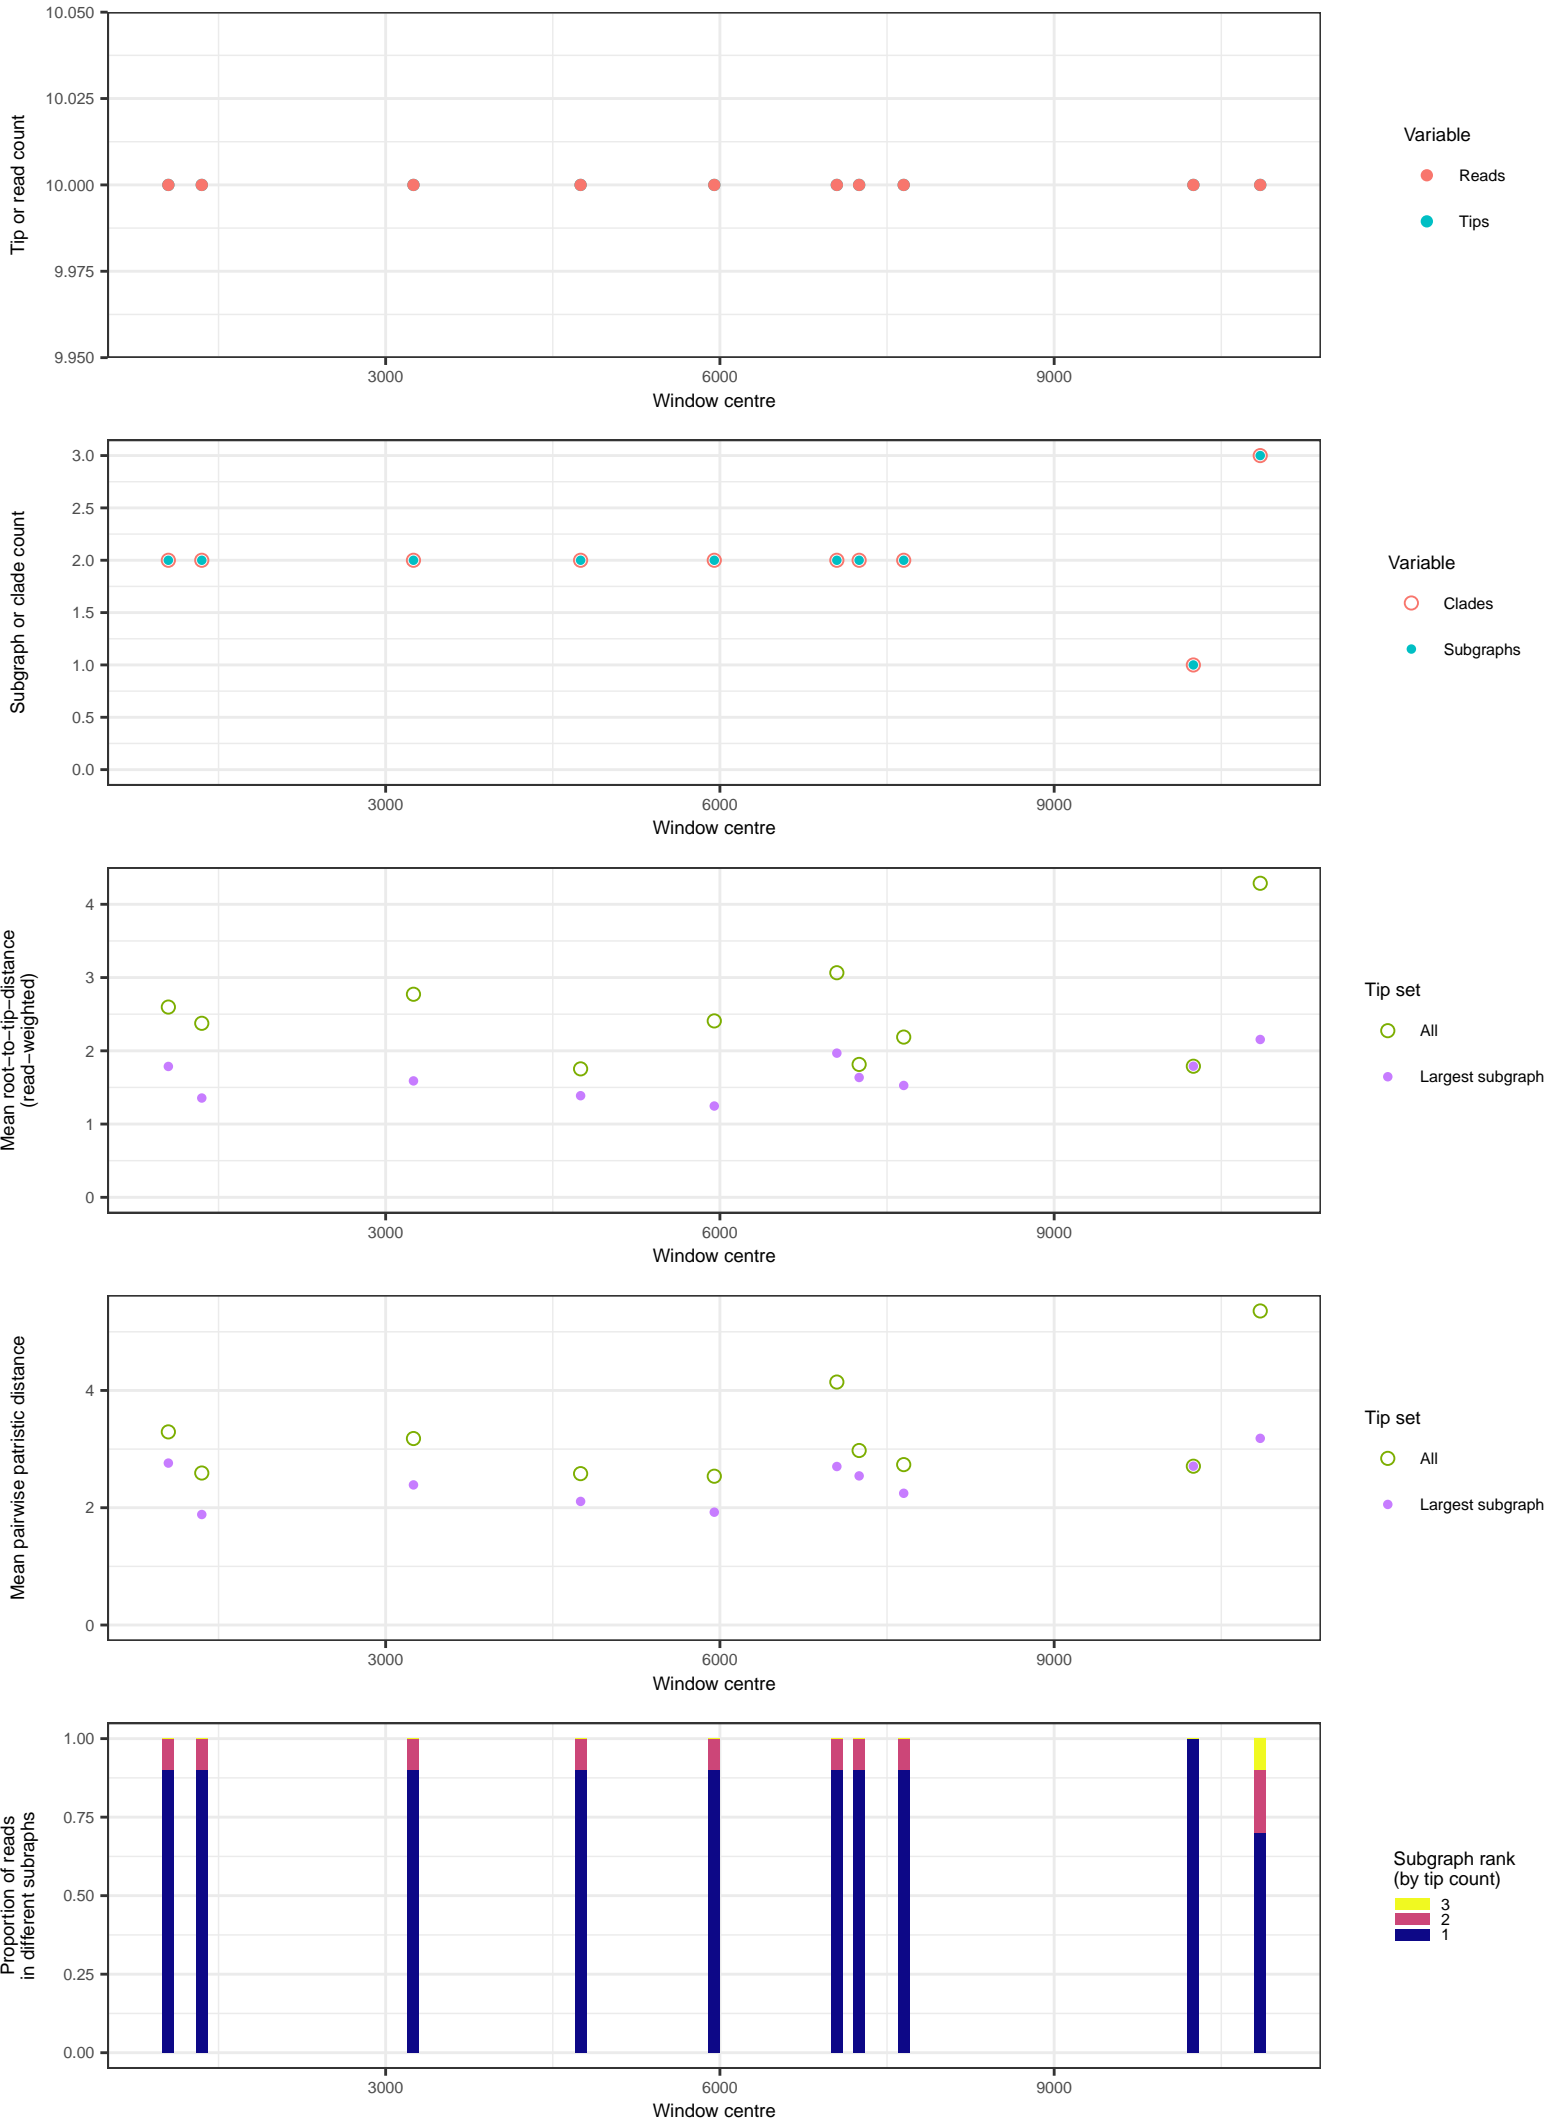 10.050
10.025
10.000
9.975
9.950
Tip or read count
3000
6000
9000
Window centre
Variable
Reads
Tips
3.0
2.5
2.0
1.5
1.0
0.5
0.0
Subgraph or clade count
3000
6000
9000
Window centre
Variable
Clades
Subgraphs
4
3
2
1
0
Mean root−to−tip−distance
(read−weighted)
3000
6000
9000
Window centre
Tip set
All
Largest subgraph
4
2
0
Mean pairwise patristic distance
3000
6000
9000
Window centre
Tip set
All
Largest subgraph
1.00
0.75
0.50
0.25
0.00
Proportion of reads
in different subraphs
3000
6000
9000
Window centre
Subgraph rank
(by tip count)
3
2
1